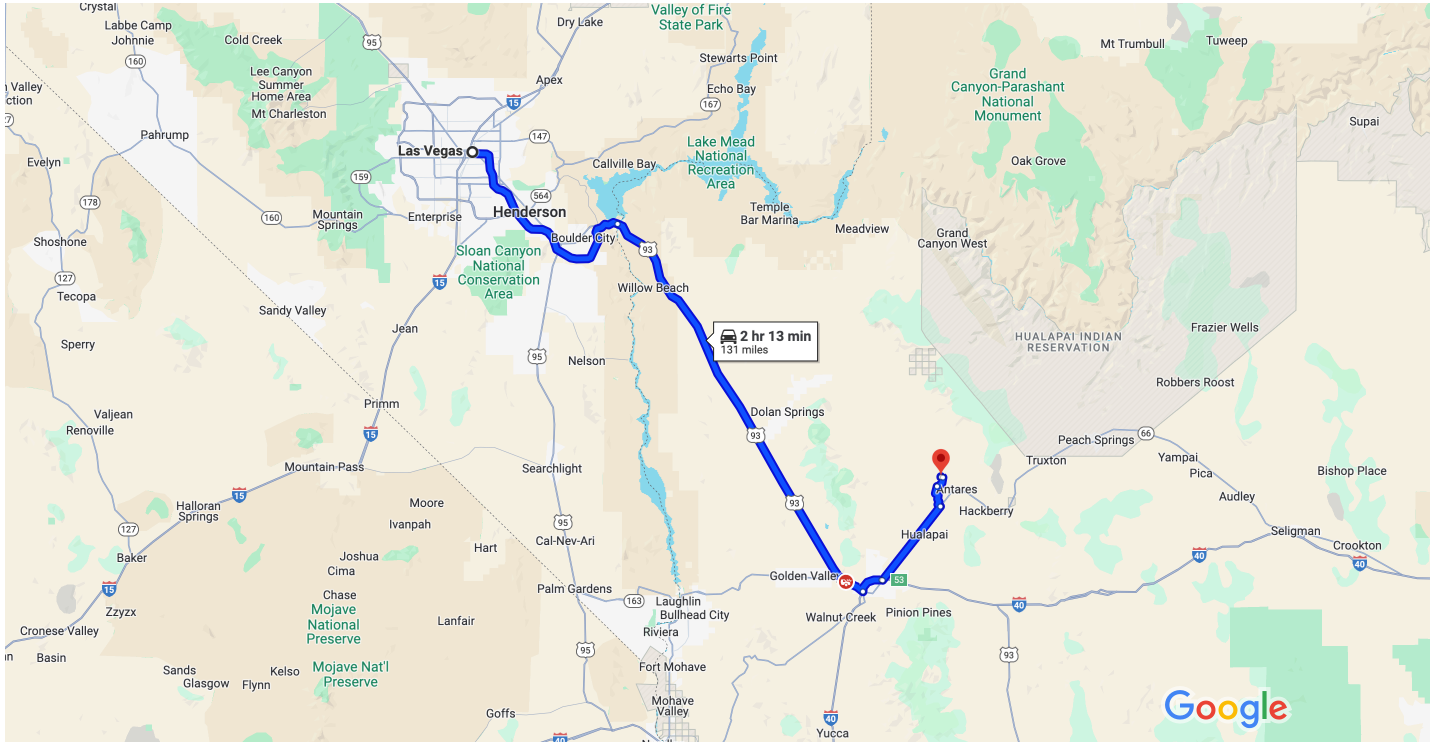 Crystal
Valley of Firé
State Park
Labbe Camp
Dry Lake
Johnnie
Cold Creek
95
Mt Trumbull
Tuweep
160
Stewarts Point
Lee Canyon
Summer
Home Area
Apex
Grand
Canyon-Parashant
National
Monument
n Valley
ction
Echo Bay
15
167
Mt Charleston
27
Supai
Pahrump
147
Las Vegas
Lake Mead
National
Recreation
Area
Callville Bay
Oak Grove
Evelyn
159
178
564
Henderson
Temple
Bar Marina
160
Mountain
Springs
Enterprise
Meadview
Grand
Canyon West
Shoshone
Boulder City
93
Sloan Canyon
National
Conservation
Area
127
15
Willow Beach
Tecopa
Sandy Valley
Jean
2 hr 13 min
131 miles
Frazier Wells
HUALAPAI INDIAN
RESERVATION
Sperry
95
Nelson
Robbers Roost
Primm
Valjean
Dolan Springs
Renoville
15
93
66
Peach Springs
Truxton
Yampai
Mountain Pass
Searchlight
Pica
Bishop Place
Antares
15
93
Audley
Halloran
Springs
Moore
Hackberry
Ivanpah
95
127
Hualapai
Seligman
Cal-Nev-Ari
Hart
Crookton
Baker
Joshua
40
40
Cima
Golden Valley
53
15
Palm Gardens
Chase
163
Laughlin
40
Zzyzx
Mojave
National
Preserve
Bullhead City
Walnut Creek
Pinion Pines
Lanfair
Cronese Valley
Riviera
95
93
n
Basin
Fort Mohave
Sands
Kelso
Mojave Nat'l
Preserve
Glasgow
Flynn
Mohave
Valley
Google
Goffs
40
Yucca
40